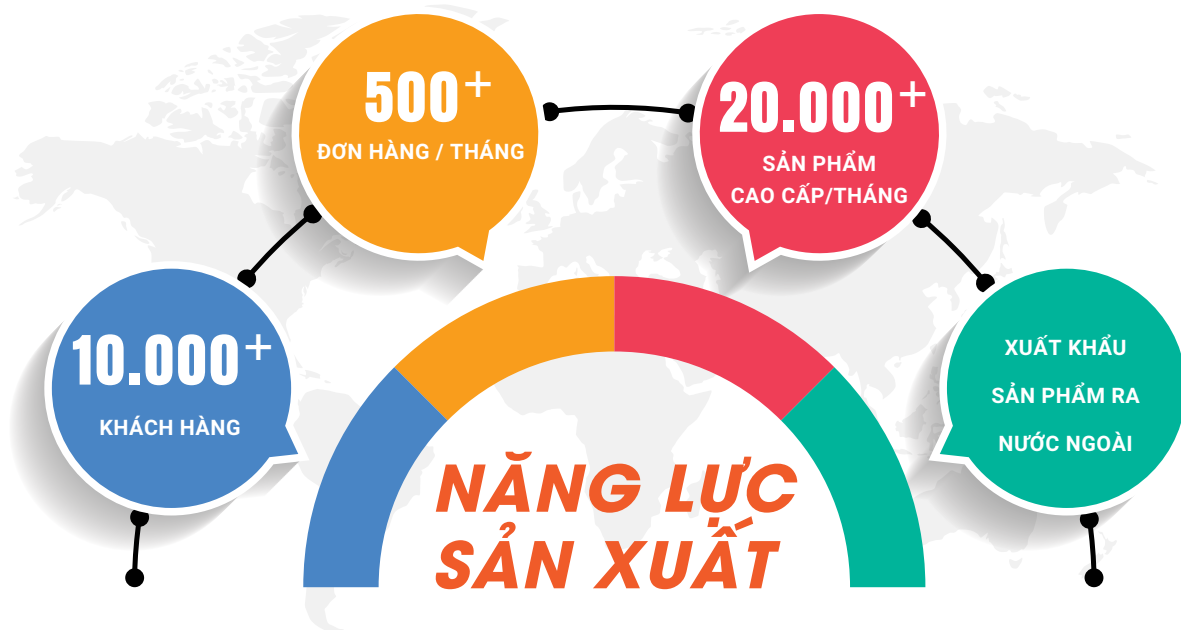 500+
ĐƠN HÀNG / THÁNG
20.000+
SẢN PHẨM
CAO CẤP/THÁNG
10.000+
KHÁCH HÀNG
XUẤT KHẨU
SẢN PHẨM RA
NƯỚC NGOÀI
NĂNG LỰC
SẢN XUẤT